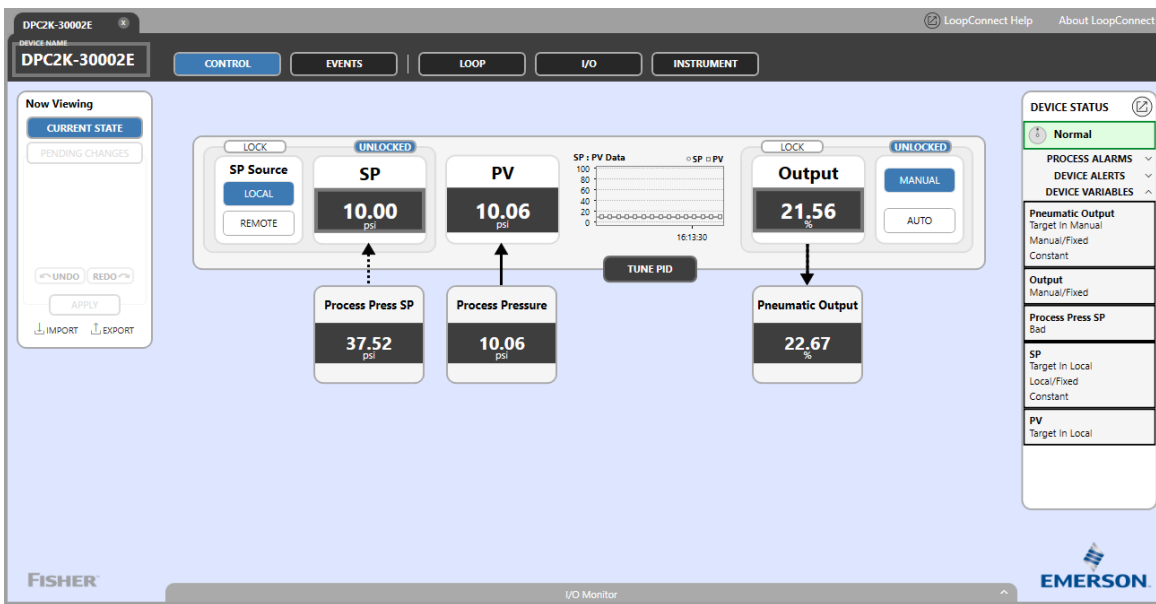 DPC2K-30002E x
LoopConnect Help About LoopConnect
DEVICE NAME
DPC2K-30002E
CONTROL EVENTS | LOOP I/O INSTRUMENT
Now Viewing
CURRENT STATE
PENDING CHANGES
UNDO REDO
APPLY
IMPORT EXPORT
LOCK UNLOCKED
SP Source
LOCAL
REMOTE
SP
10.00
psi
PV
10.06
psi
SP : PV Data SP PV
100
80
60
40
20
0
16:13:30
TUNE PID
LOCK UNLOCKED
Output
21.56
%
MANUAL
AUTO
Process Press SP
37.52
psi
Process Pressure
10.06
psi
Pneumatic Output
22.67
%
DEVICE STATUS
Normal
PROCESS ALARMS
DEVICE ALERTS
DEVICE VARIABLES
Pneumatic Output
Target In Manual
Manual/Fixed
Constant
Output
Manual/Fixed
Process Press SP
Bad
SP
Target In Local
Local/Fixed
Constant
PV
Target In Local
FISHER
I/O Monitor
EMERSON